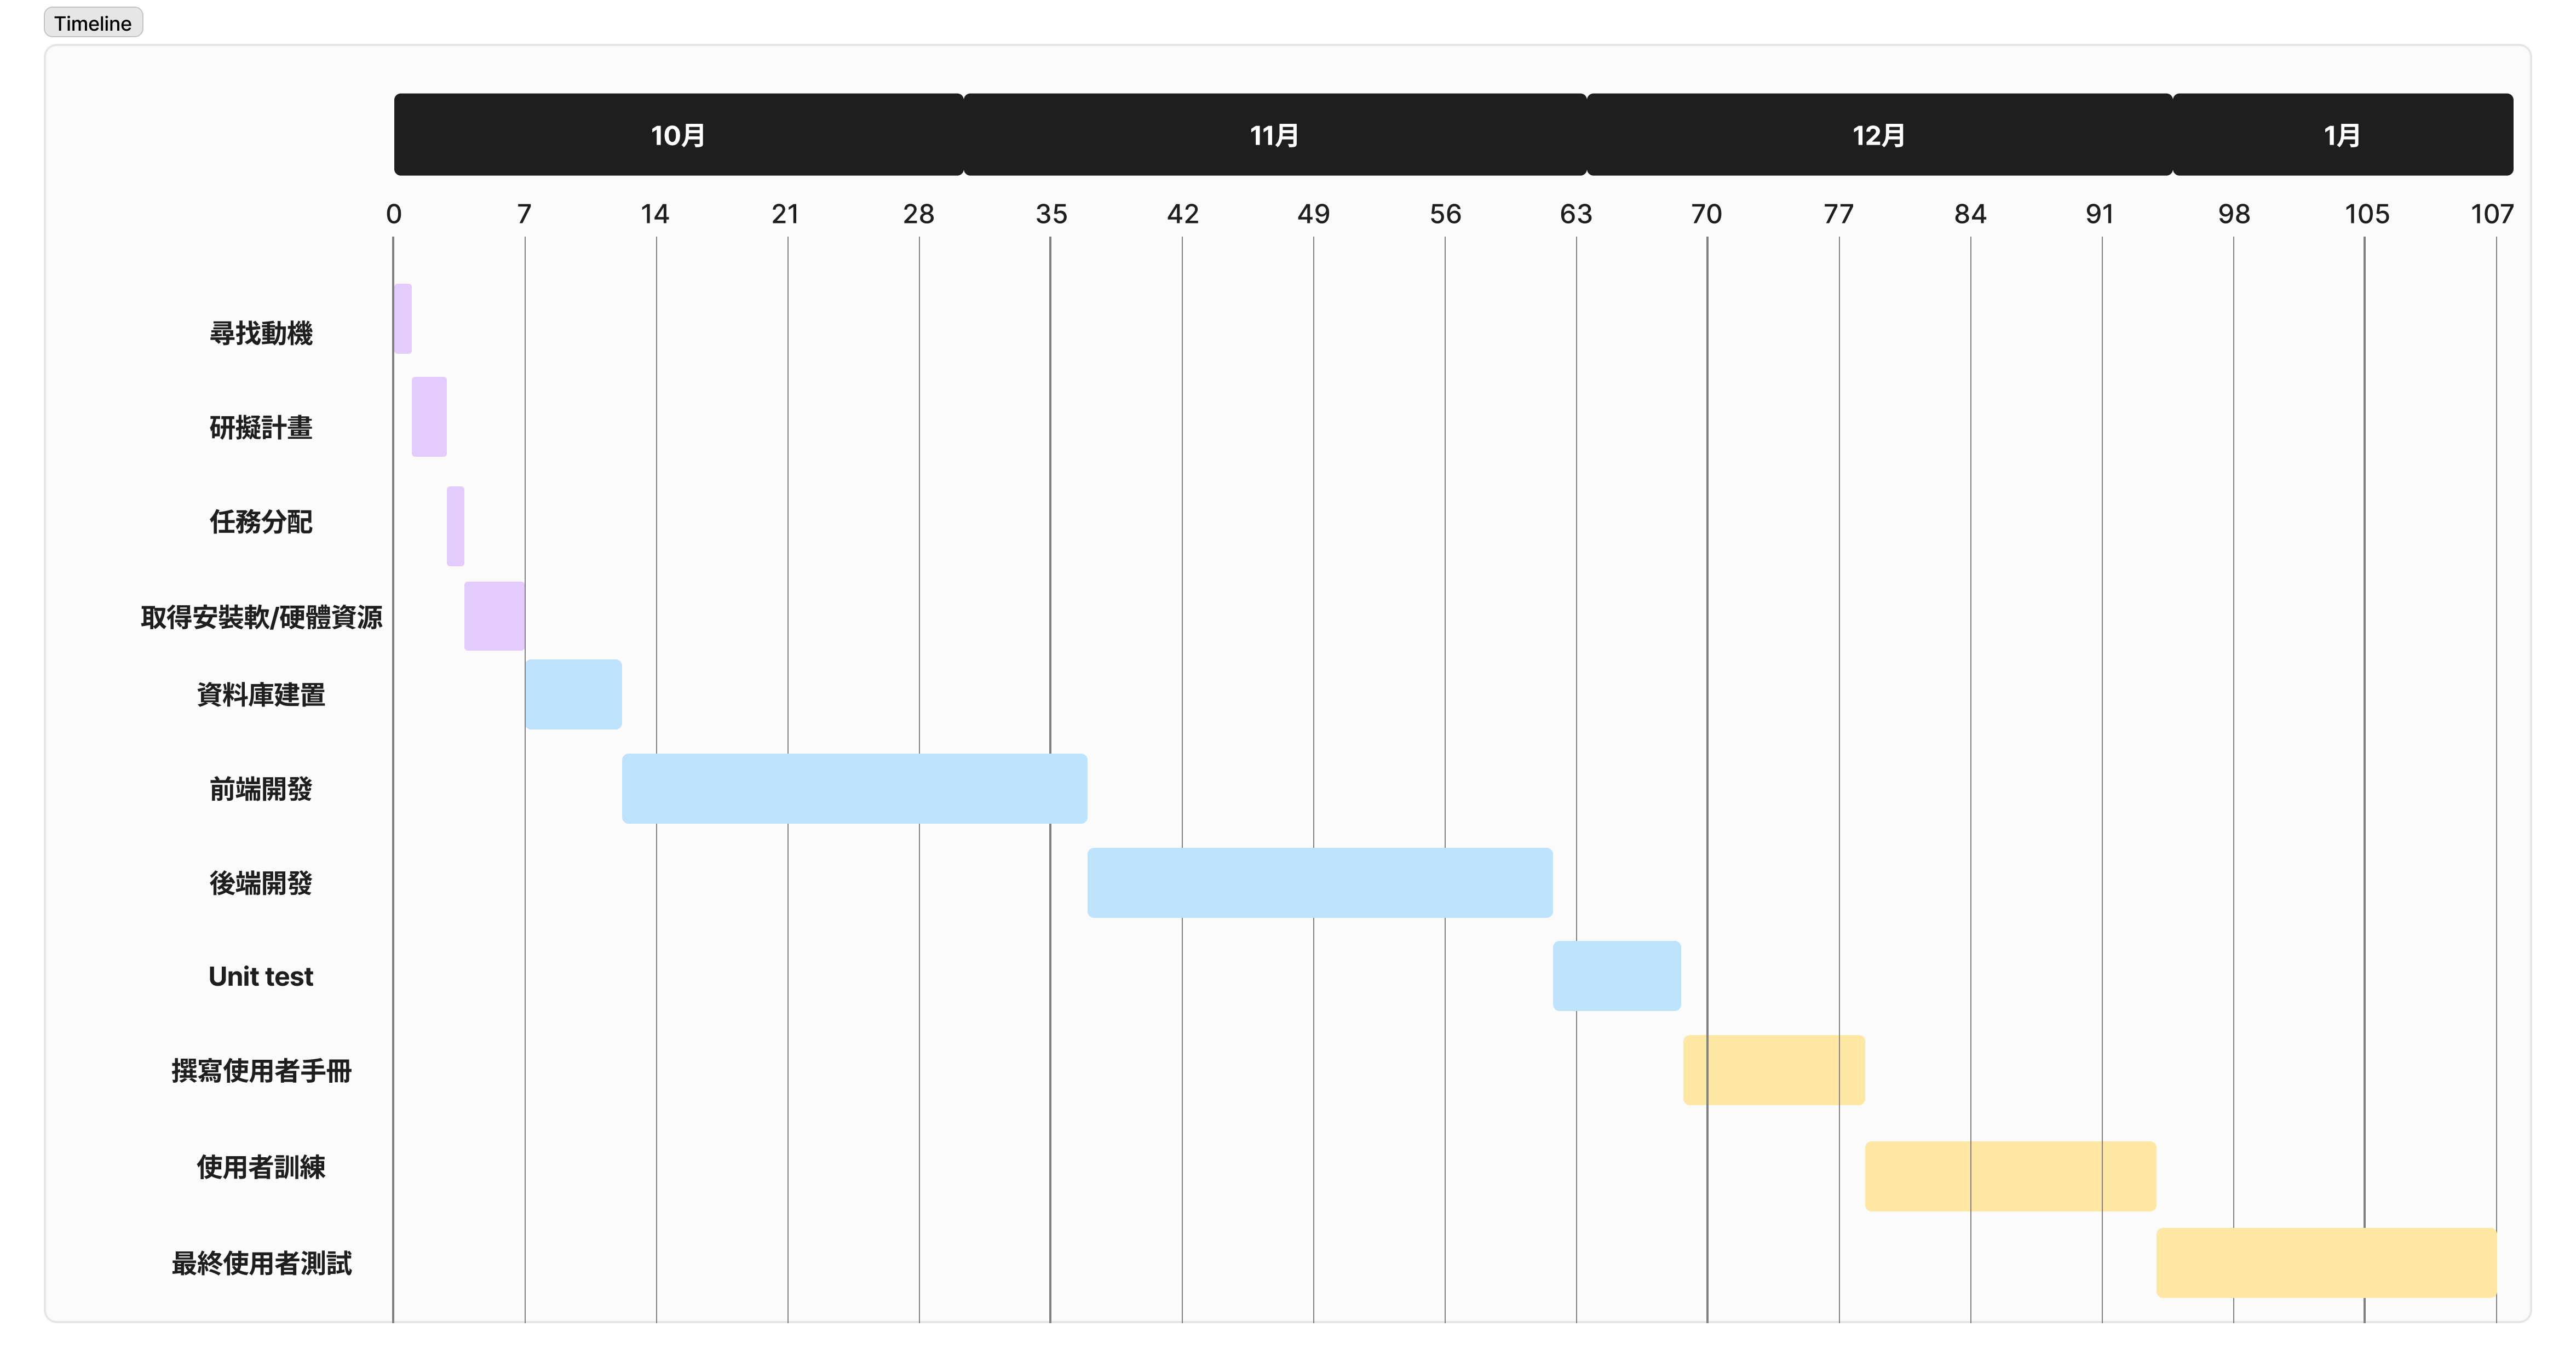 Timeline
10月 11月 12月 1月
0 7 14 21 28 35 42 49 56 63 70 77 84 91 98 105 107
尋找動機
研擬計畫
任務分配
取得安裝軟/硬體資源
資料庫建置
前端開發
後端開發
Unit test
撰寫使用者手冊
使用者訓練
最終使用者測試